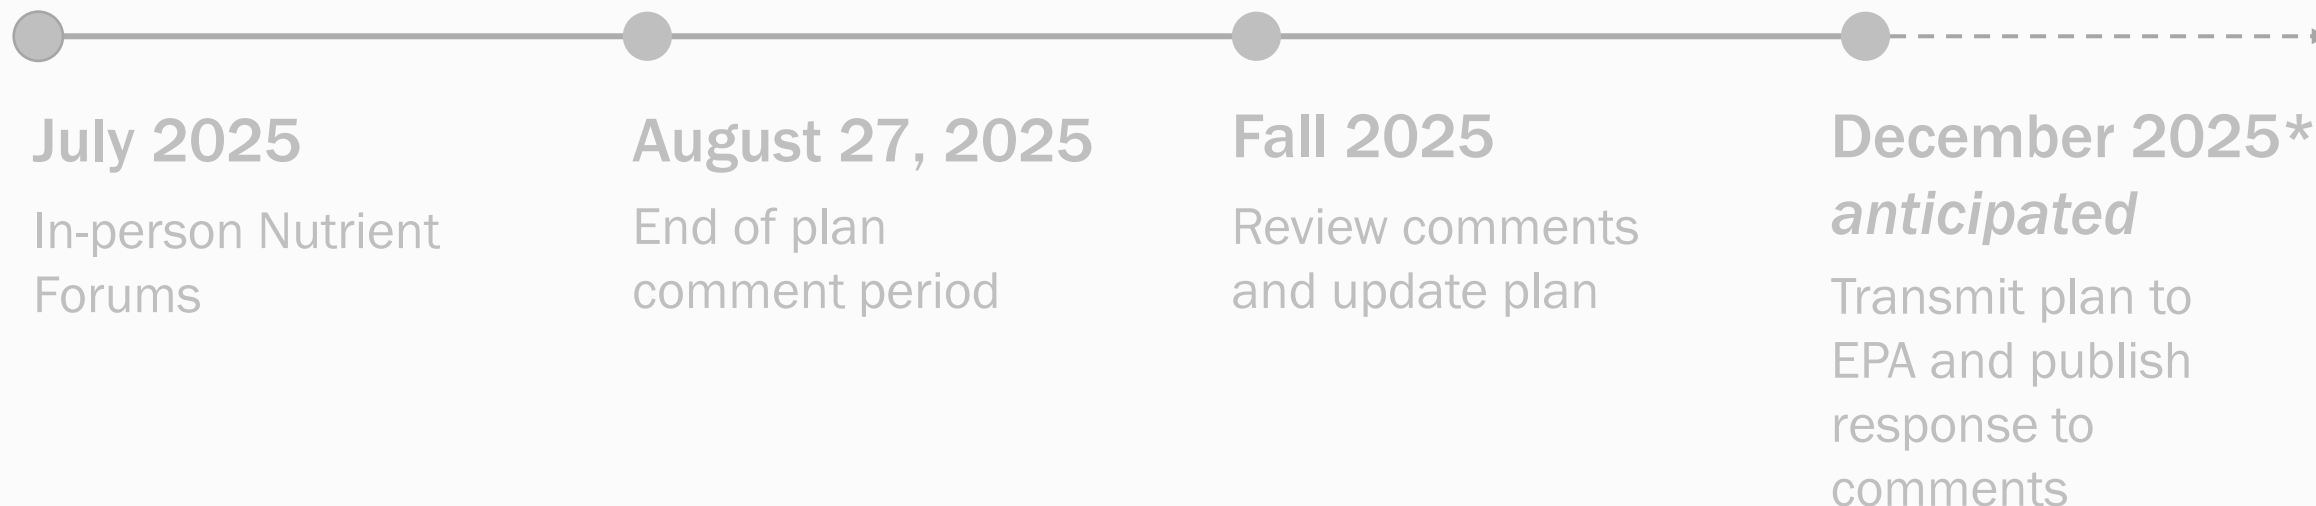 July 2025
In-person Nutrient
Forums
August 27, 2025
End of plan
comment period
Fall 2025
Review comments
and update plan
December 2025*
anticipated
Transmit plan to
EPA and publish
response to
comments